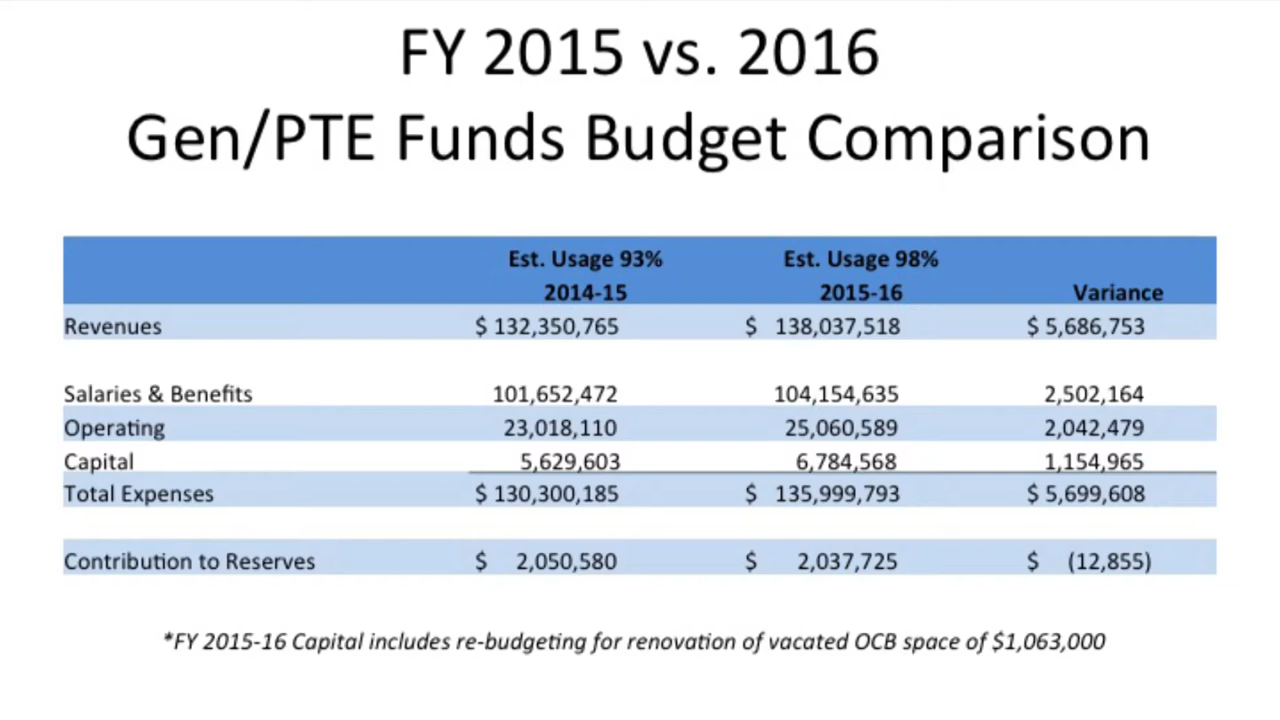 FY 2015 vs. 2016
Gen/PTE Funds Budget Comparison
Est. Usage 93% Est. Usage 98%
2014-15 2015-16 Variance
Revenues $ 132,350,765 $ 138,037,518 $ 5,686,753
Salaries & Benefits 101,652,472 104,154,635 2,502,164
Operating 23,018,110 25,060,589 2,042,479
Capital 5,629,603 6,784,568 1,154,965
Total Expenses $ 130,300,185 $ 135,999,793 $ 5,699,608
Contribution to Reserves $ 2,050,580 $ 2,037,725 $ (12,855)
*FY 2015-16 Capital includes re-budgeting for renovation of vacated OCB space of $1,063,000